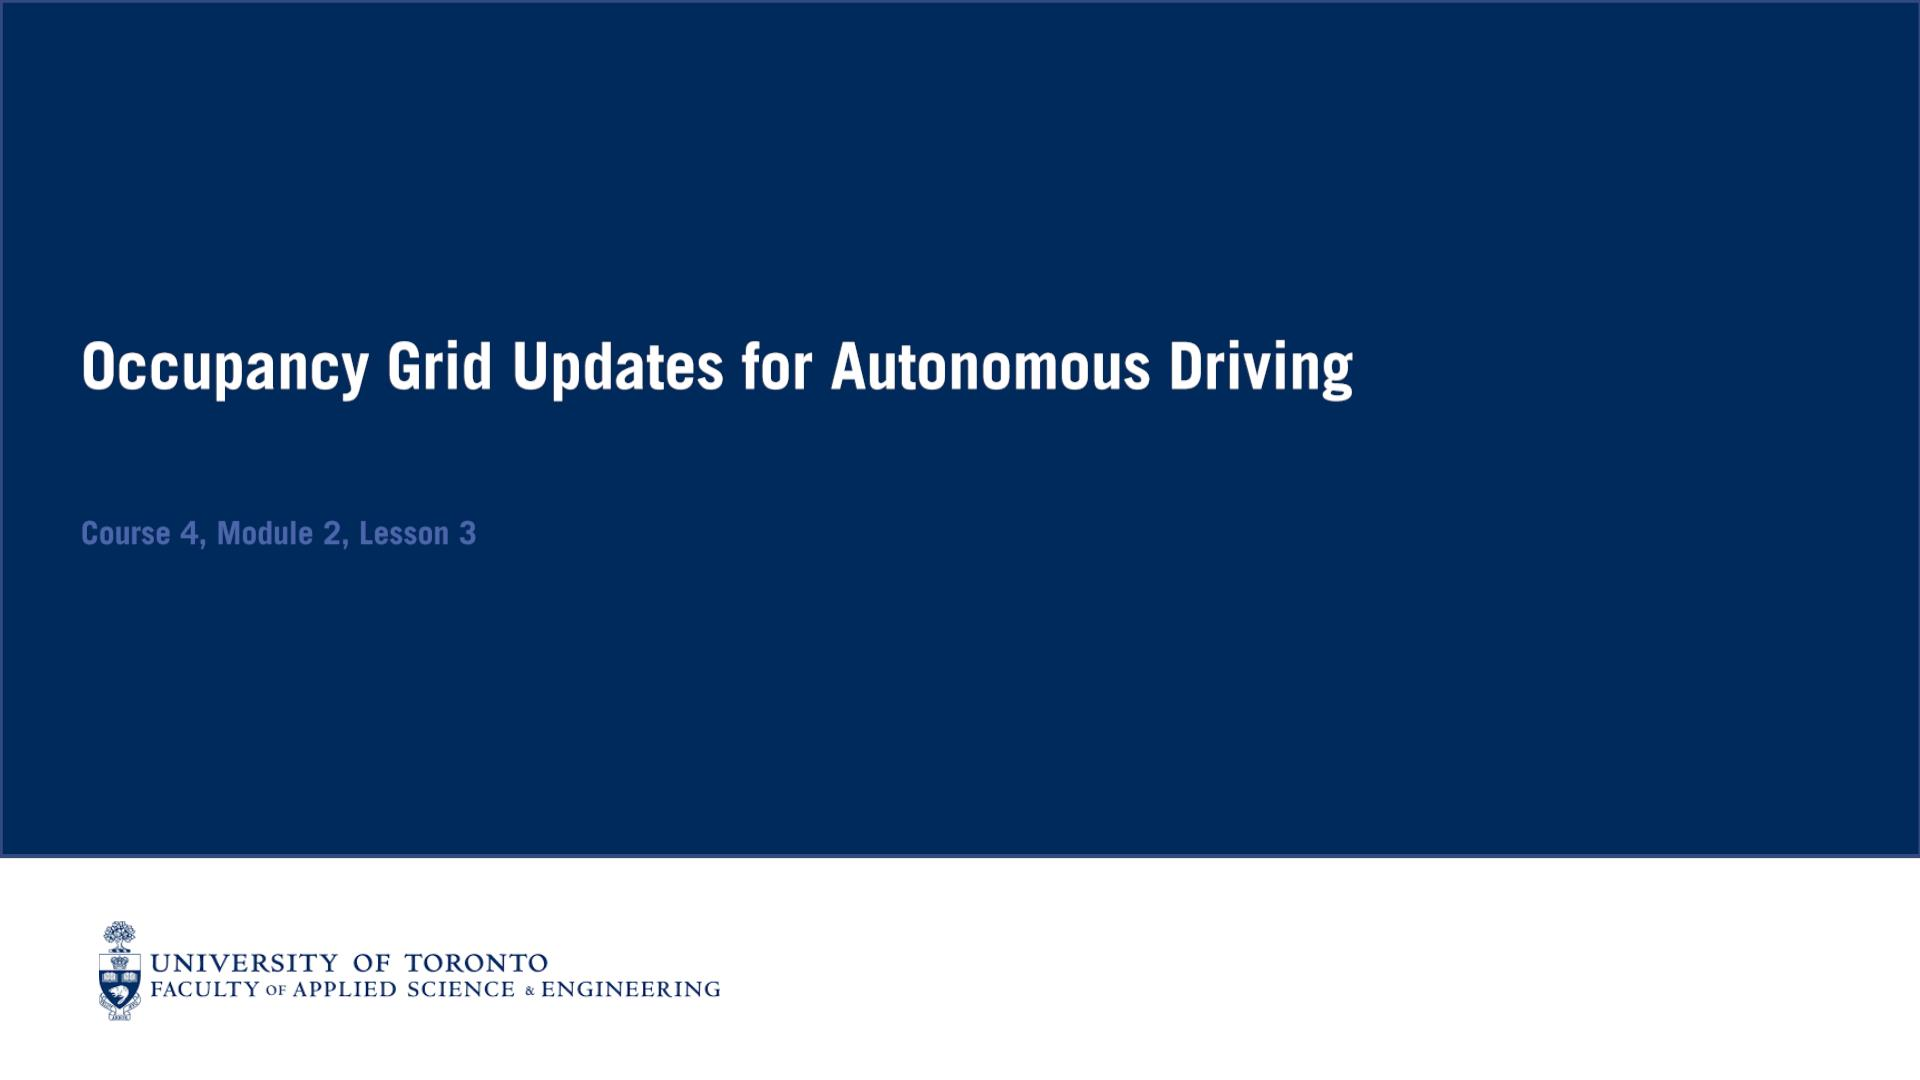 Occupancy Grid Updates for Autonomous Driving
Course 4, Module 2, Lesson 3
UNIVERSITY OF TORONTO
FACULTY OF APPLIED SCIENCE & ENGINEERING